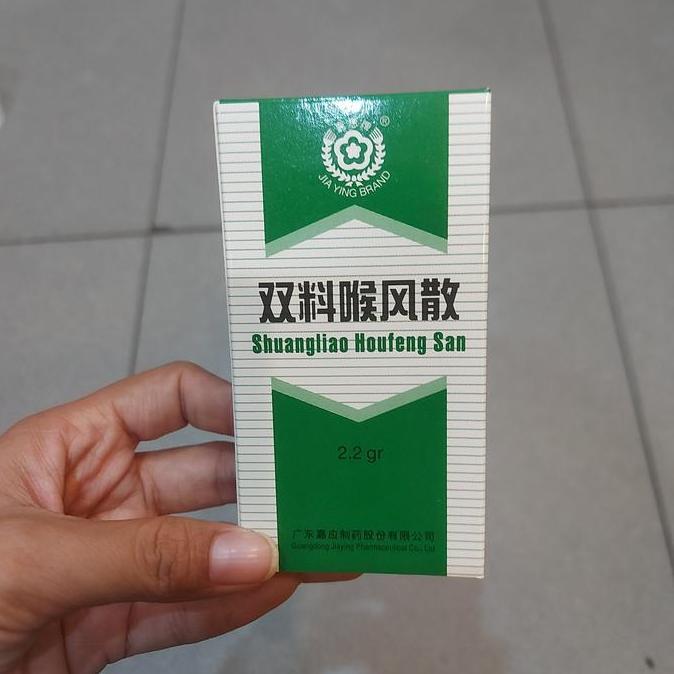 ®
JIA YING BRAND
双料喉风散
Shuangliao Houfeng San
2.2 gr
广东嘉应制药股份有限公司
Guangdong Jiaying Pharmaceutical Co., Ltd